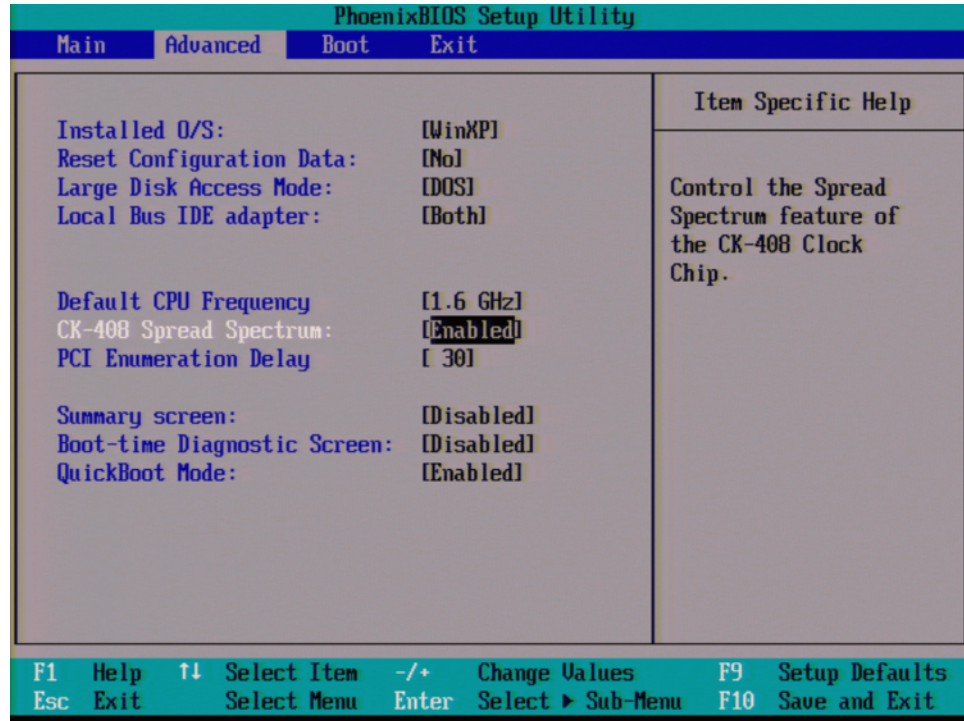 PhoenixBIOS Setup Utility
Main Advanced Boot Exit
Item Specific Help
Installed O/S: [WinXP]
Reset Configuration Data: [No]
Large Disk Access Mode: [DOS]
Local Bus IDE adapter: [Both]
Default CPU Frequency [1.6 GHz]
CK-408 Spread Spectrum: [Enabled]
PCI Enumeration Delay [ 30]
Summary screen: [Disabled]
Boot-time Diagnostic Screen: [Disabled]
QuickBoot Mode: [Enabled]
Control the Spread
Spectrum feature of
the CK-408 Clock
Chip.
F1 Help ↑↓ Select Item -/+ Change Values F9 Setup Defaults
Esc Exit Select Menu Enter Select ▶ Sub-Menu F10 Save and Exit